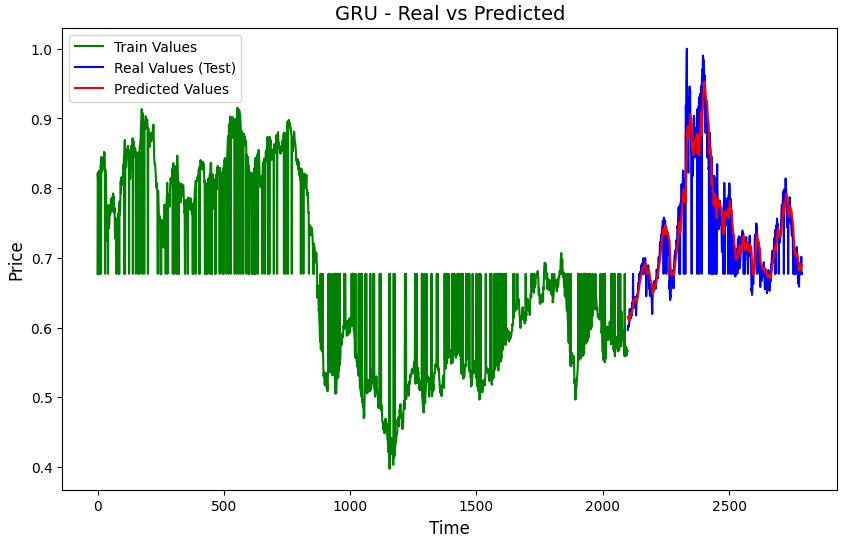 GRU - Real vs Predicted
Train Values
Real Values (Test)
Predicted Values
1.0
0.9
0.8
0.7
0.6
0.5
0.4
Price
0
500
1000
1500
2000
2500
Time